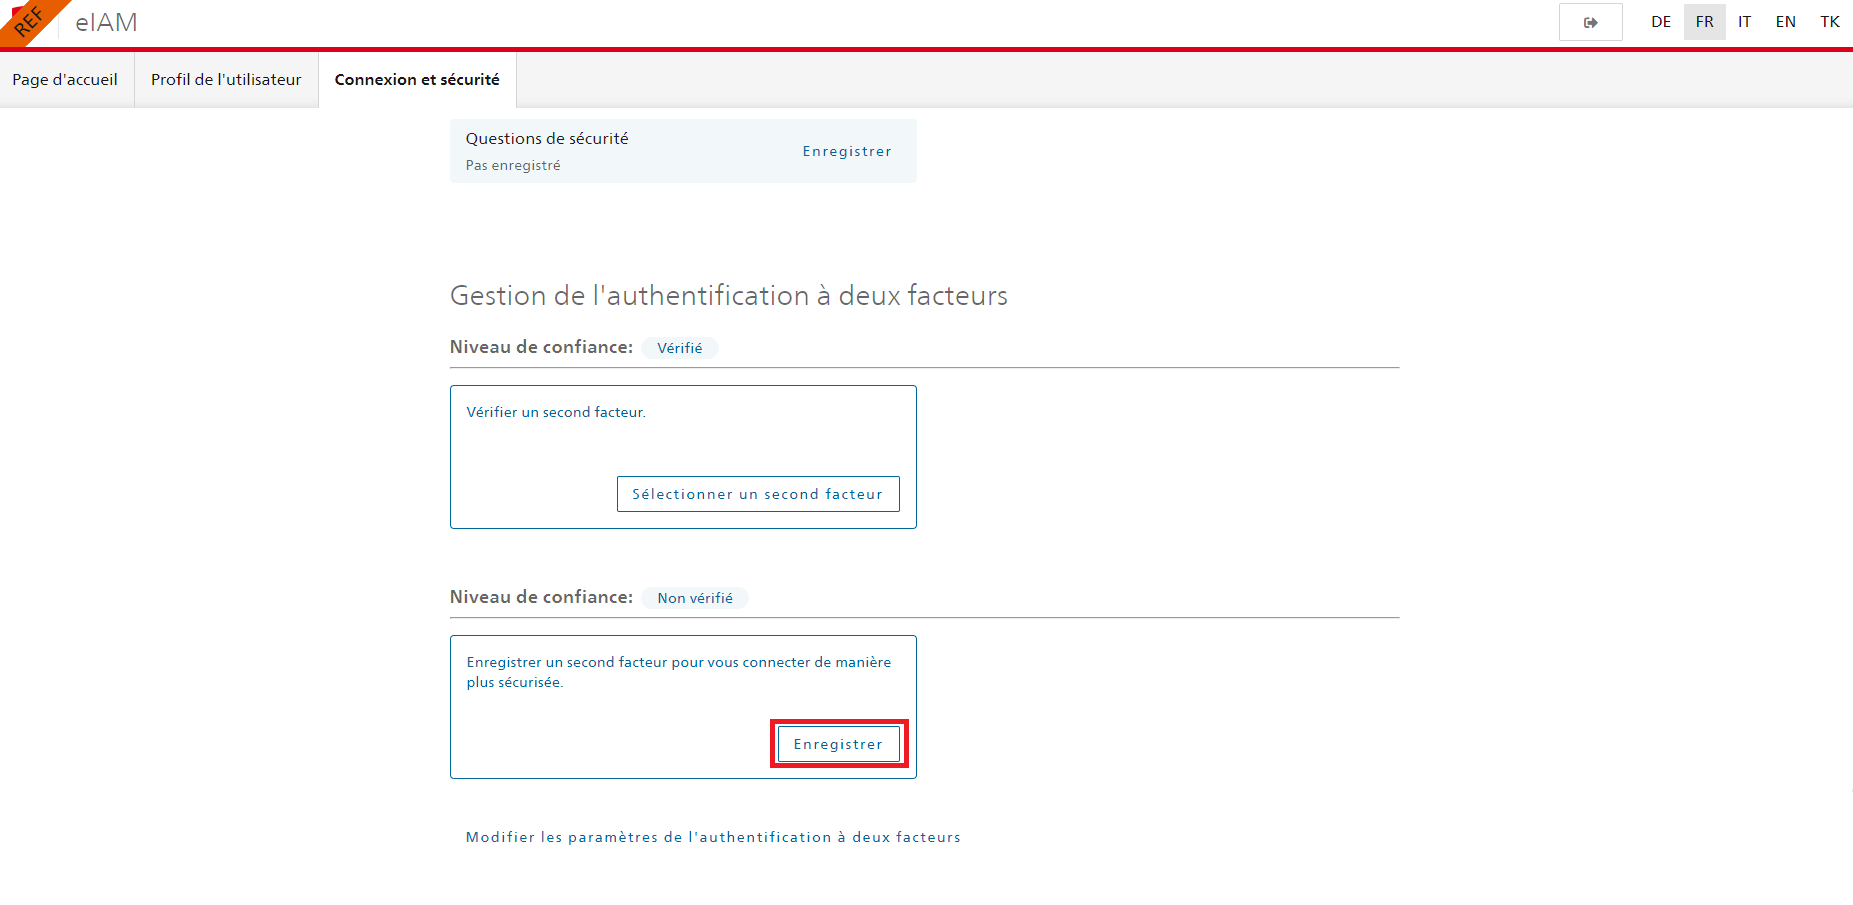 REF
eIAM
DE FR IT EN TK
Page d'accueil Profil de l'utilisateur Connexion et sécurité
Questions de sécurité
Pas enregistré
Enregistrer
Gestion de l'authentification à deux facteurs
Niveau de confiance: Vérifié
Vérifier un second facteur.
Sélectionner un second facteur
Niveau de confiance: Non vérifié
Enregistrer un second facteur pour vous connecter de manière
plus sécurisée.
Enregistrer
Modifier les paramètres de l'authentification à deux facteurs